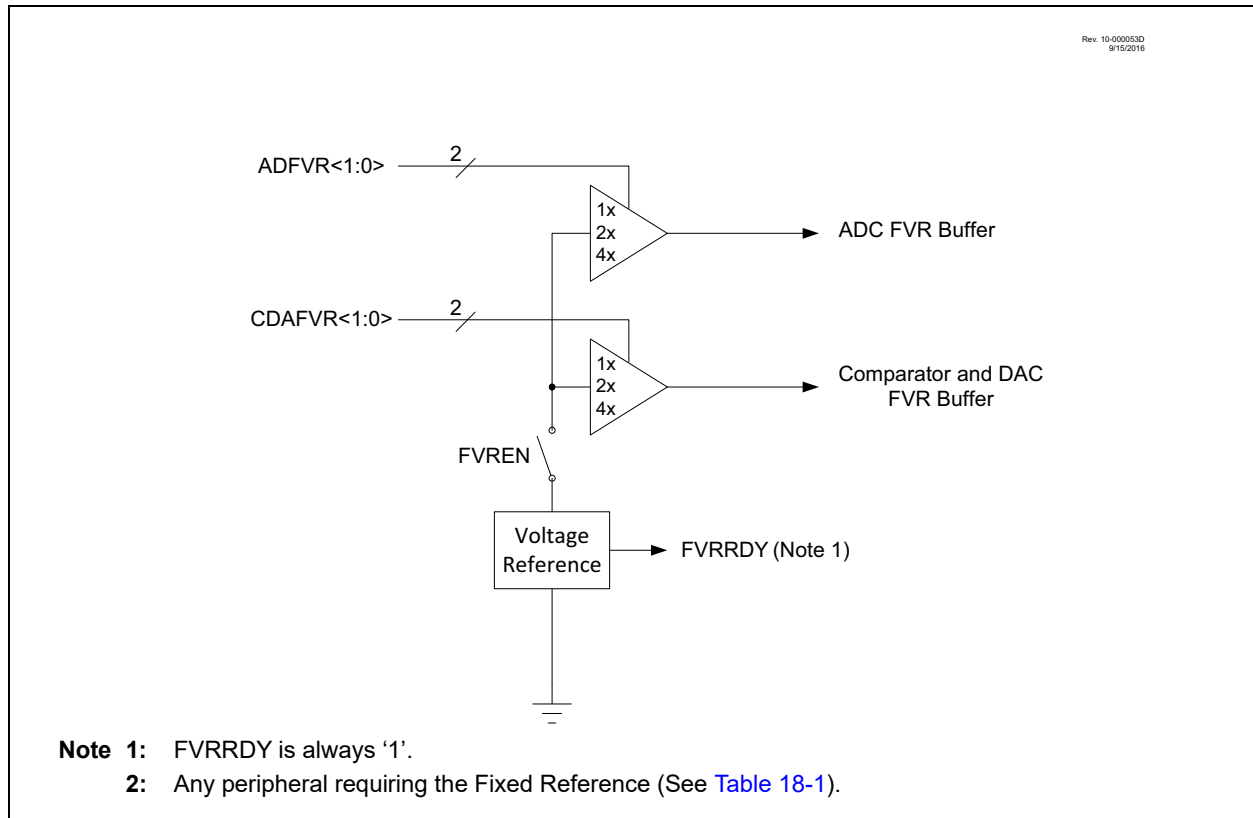 Rev. 10-000053D
9/15/2016
ADFVR<1:0>
2
1x
2x
4x
ADC FVR Buffer
CDAFVR<1:0>
2
1x
2x
4x
Comparator and DAC
FVR Buffer
FVREN
Voltage
Reference
FVRRDY (Note 1)
Note 1: FVRRDY is always ‘1’.
2: Any peripheral requiring the Fixed Reference (See Table 18-1).